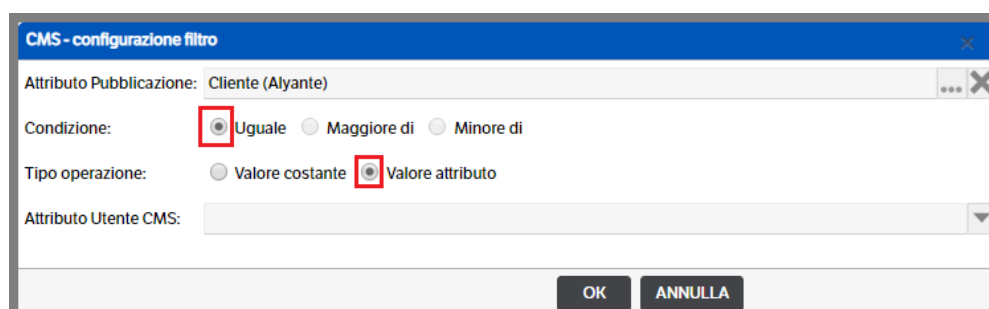 CMS - configurazione filtro
Attributo Pubblicazione: Cliente (Alyante)
Condizione: Uguale Maggiore di Minore di
Tipo operazione: Valore costante Valore attributo
Attributo Utente CMS:
OK ANNULLA